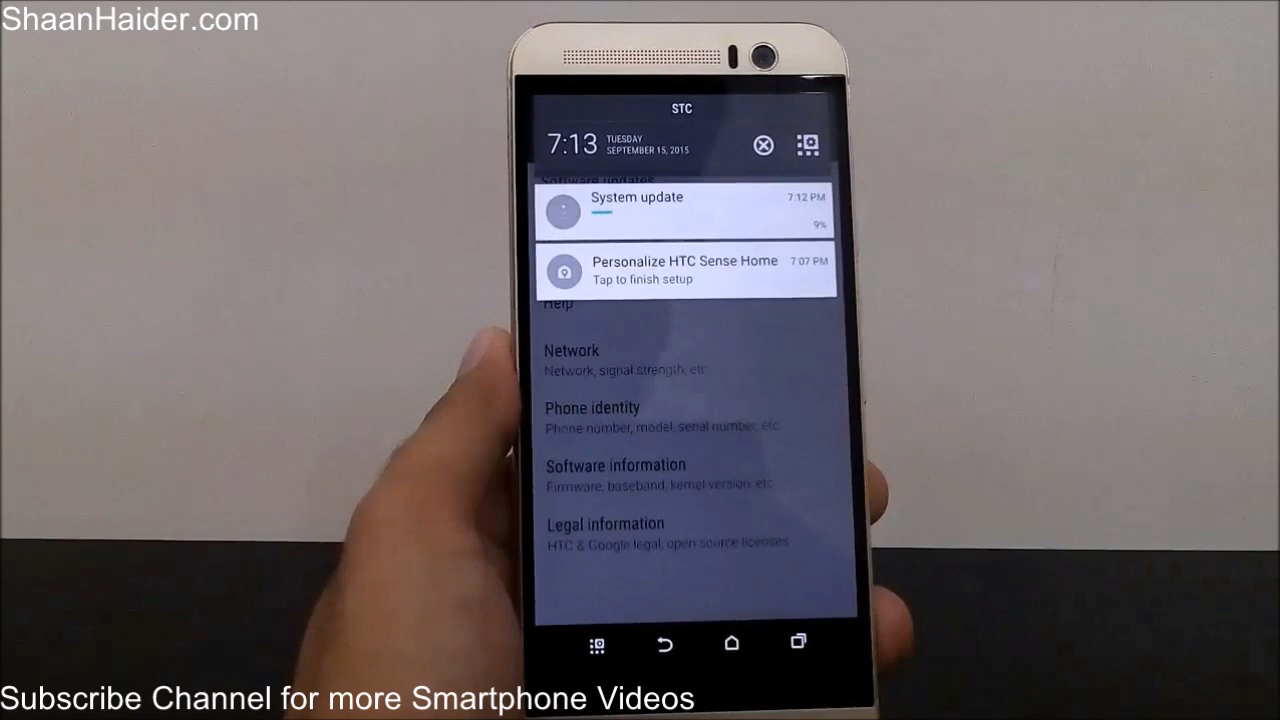 ShaanHaider.com
STC
7:13
TUESDAY
SEPTEMBER 15, 2015
Software updates
System update
7:12 PM
9%
Personalize HTC Sense Home
7:07 PM
Tap to finish setup
Help
Network
Network, signal strength, etc
Phone identity
Phone number, model, serial number, etc
Software information
Firmware, baseband, kernel version, etc
Legal information
HTC & Google legal, open source licenses
Subscribe Channel for more Smartphone Videos